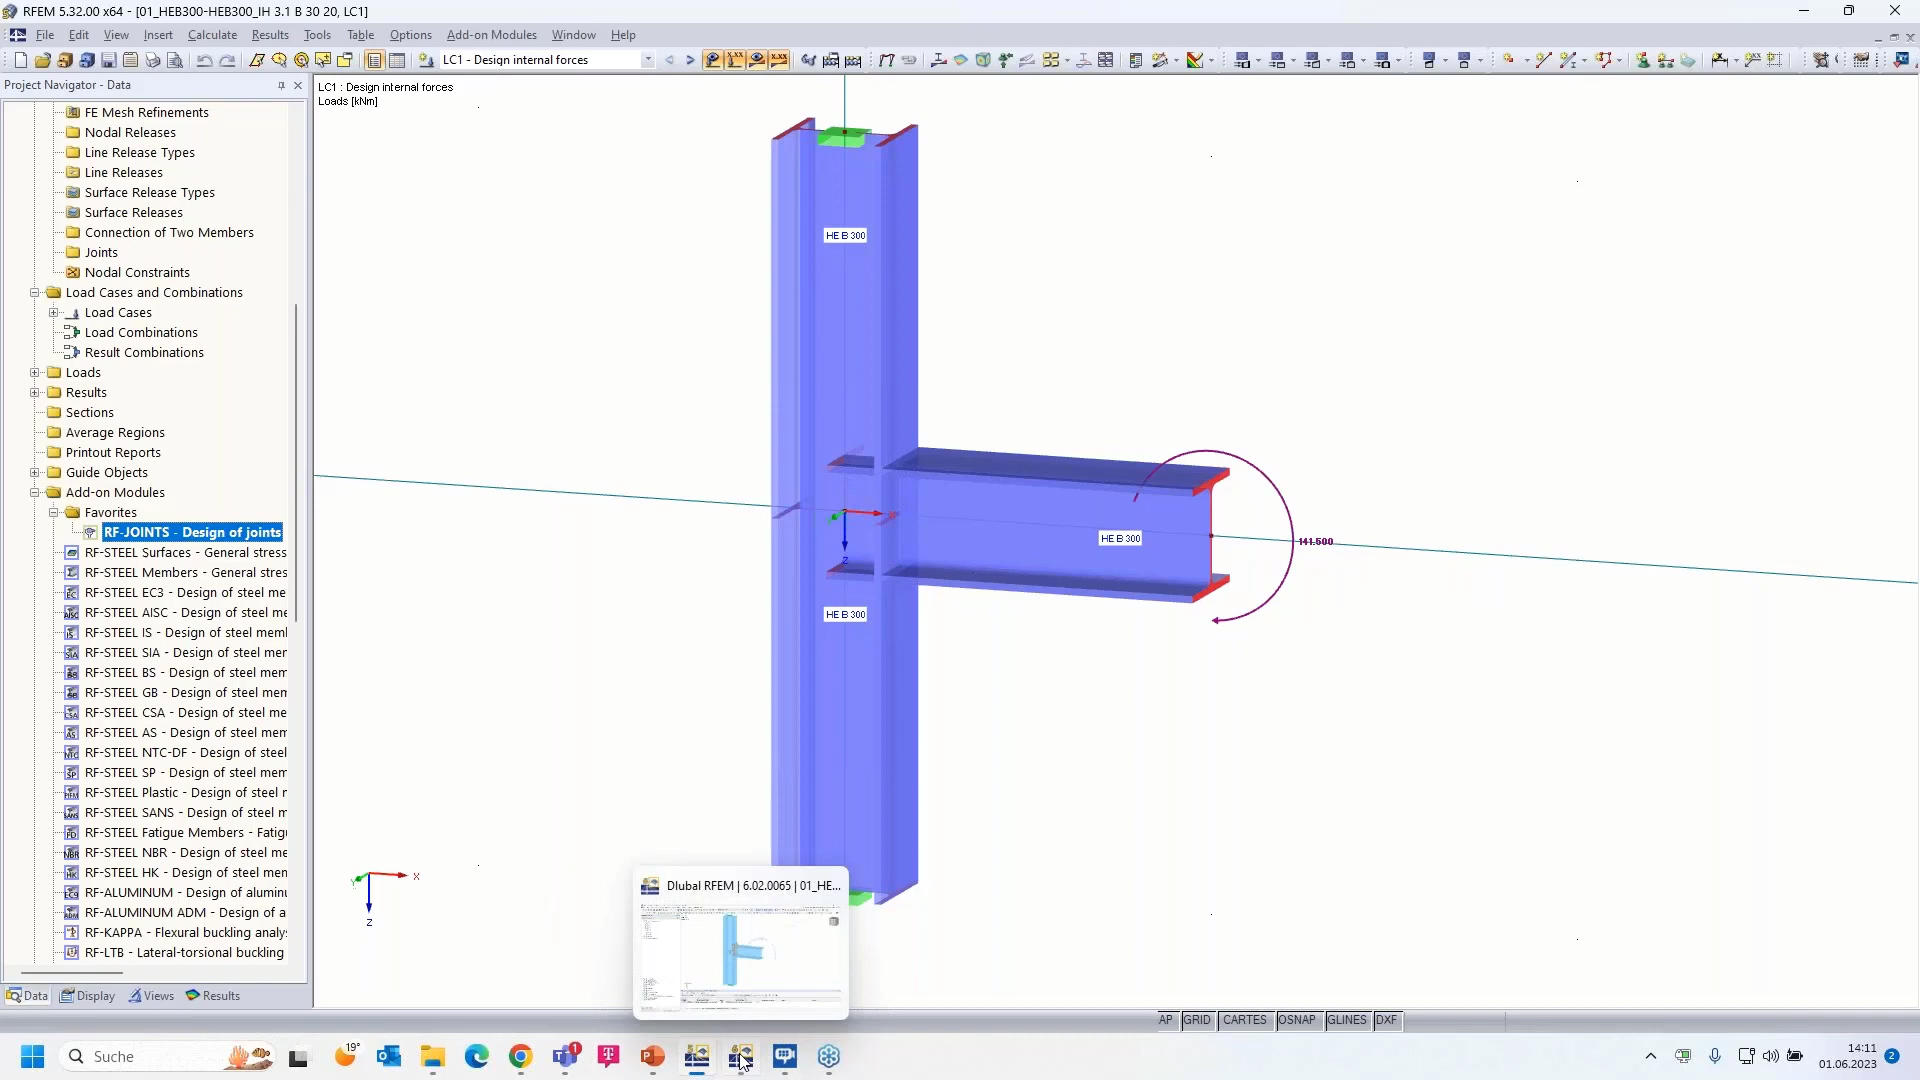 RFEM 5.32.00 x64 - [01_HEB300-HEB300_IH 3.1 B 30 20, LC1]
File Edit View Insert Calculate Results Tools Table Options Add-on Modules Window Help
LC1 - Design internal forces
Project Navigator - Data
LC1 : Design internal forces
Loads [kNm]
FE Mesh Refinements
Nodal Releases
Line Release Types
Line Releases
Surface Release Types
Surface Releases
Connection of Two Members
Joints
Nodal Constraints
Load Cases and Combinations
Load Cases
Load Combinations
Result Combinations
Loads
Results
Sections
Average Regions
Printout Reports
Guide Objects
Add-on Modules
Favorites
RF-JOINTS - Design of joints
RF-STEEL Surfaces - General stress
RF-STEEL Members - General stres
RF-STEEL EC3 - Design of steel me
RF-STEEL AISC - Design of steel me
RF-STEEL IS - Design of steel meml
RF-STEEL SIA - Design of steel mer
RF-STEEL BS - Design of steel mem
RF-STEEL GB - Design of steel mem
RF-STEEL CSA - Design of steel me
RF-STEEL AS - Design of steel mem
RF-STEEL NTC-DF - Design of steel
RF-STEEL SP - Design of steel mem
RF-STEEL Plastic - Design of steel r
RF-STEEL SANS - Design of steel m
RF-STEEL Fatigue Members - Fatigu
RF-STEEL NBR - Design of steel me
RF-STEEL HK - Design of steel mem
RF-ALUMINUM - Design of aluminu
RF-ALUMINUM ADM - Design of a
RF-KAPPA - Flexural buckling analy
RF-LTB - Lateral-torsional buckling
Data Display Views Results
HE B 300
HE B 300
141.500
HE B 300
Z
X
Y
Z
Dlubal RFEM | 6.02.0065 | 01_HE...
AP GRID CARTES OSNAP GLINES DXF
Suche
19°
1
14:11
01.06.2023
2